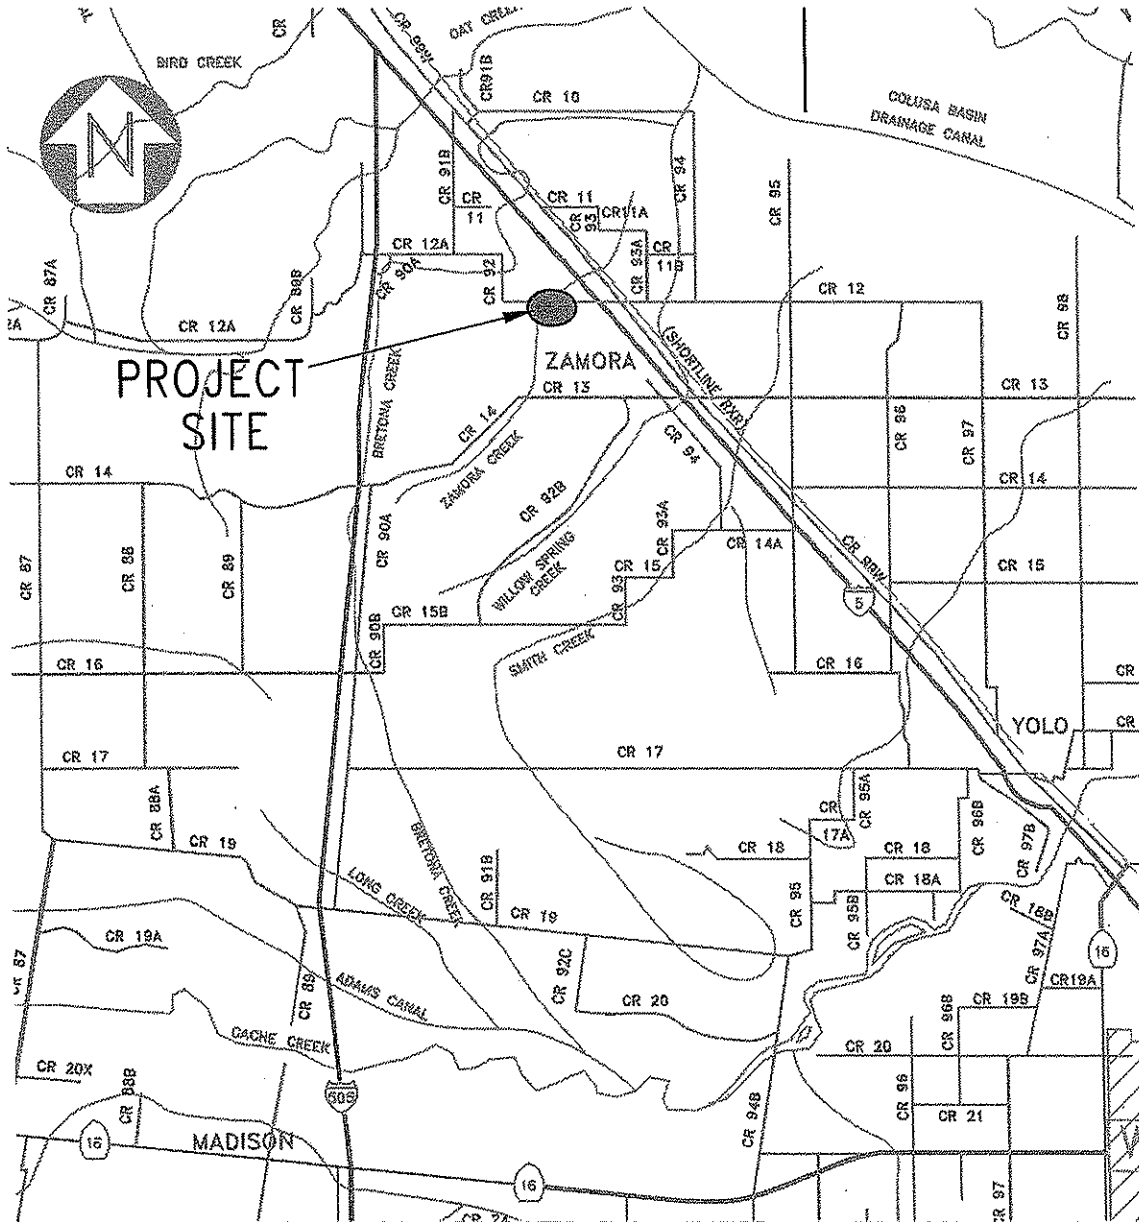 CR
CR 99W
OAT CREEK
BIRD CREEK
CR91B
CR 10
COLUSA BASIN
DRAINAGE CANAL
N
CR 91B
CR 94
CR 95
CR
11
CR 11
CR
93
CR11A
CR 12A
CR 90A
CR 92
CR 93A
CR
11B
CR 87A
CR 89B
CR 12
CR 98
2A
CR 12A
PROJECT
SITE
ZAMORA
(SHORTLINE RXR)
BRETONA CREEK
CR 13
CR 13
CR 14
CR 94
CR 96
CR 97
ZAMORA CREEK
CR 14
CR 92B
CR 14
CR 90A
CR 93A
CR 14A
CR 99W
CR 87
CR 88
CR 89
WILLOW SPRING
CREEK
CR 15
CR 93
CR 15
5
CR 15B
CR 90B
SMITH CREEK
CR 16
CR 16
CR
YOLO
CR
CR 17
CR 17
CR 88A
CR
17A
CR 95A
CR 96B
CR 97B
CR 19
BRETONA CREEK
CR 91B
CR 18
CR 18
LONG CREEK
CR 95
CR 18A
CR 95B
CR 18B
CR 19
CR 97A
16
CR 19A
CR 87
CR 89
CR 92C
ADAMS CANAL
CR19A
CR 20
CR 19B
CR 96B
CACHE CREEK
CR 20
CR 20X
CR 88B
505
CR 94B
CR 96
CR 21
16
MADISON
16
CR 97
CR 24